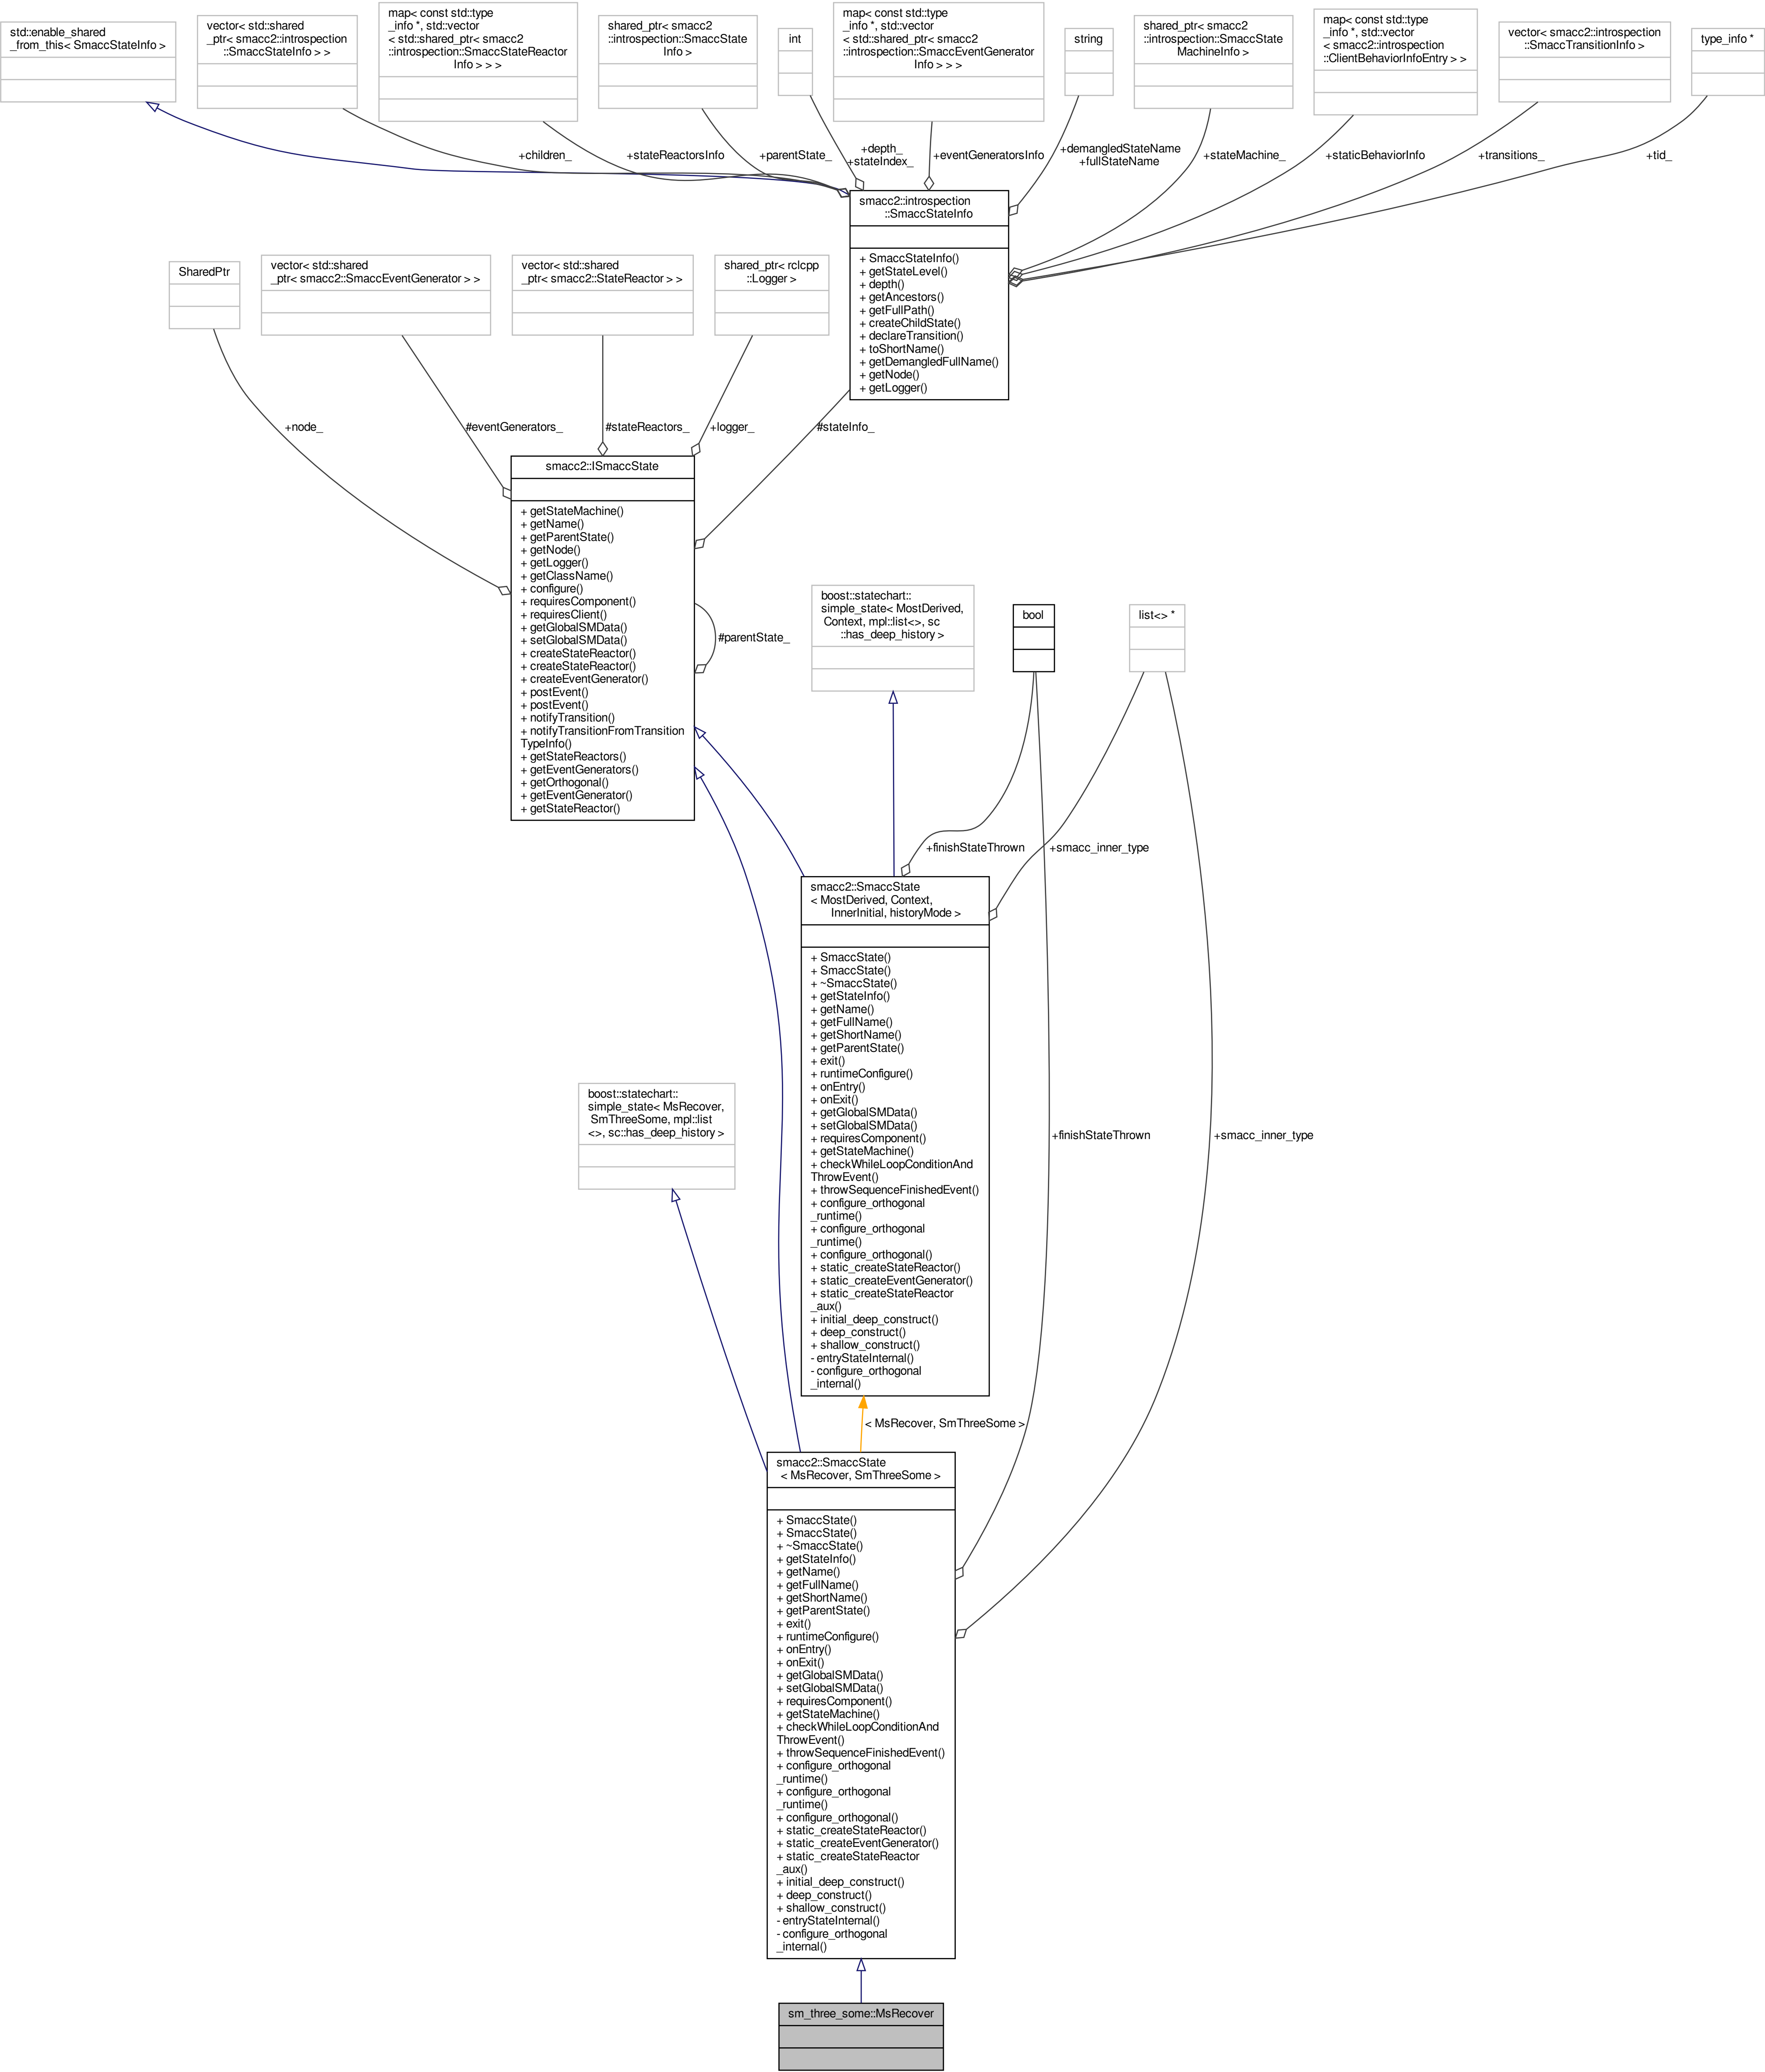 std::enable_shared
_from_this< SmaccStateInfo >
vector< std::shared
_ptr< smacc2::introspection
::SmaccStateInfo > >
map< const std::type
_info *, std::vector
< std::shared_ptr< smacc2
::introspection::SmaccStateReactor
Info > > >
shared_ptr< smacc2
::introspection::SmaccState
Info >
int
map< const std::type
_info *, std::vector
< std::shared_ptr< smacc2
::introspection::SmaccEventGenerator
Info > > >
string
shared_ptr< smacc2
::introspection::SmaccState
MachineInfo >
map< const std::type
_info *, std::vector
< smacc2::introspection
::ClientBehaviorInfoEntry > >
vector< smacc2::introspection
::SmaccTransitionInfo >
type_info *
+children_
+stateReactorsInfo
+parentState_
+depth_
+stateIndex_
+eventGeneratorsInfo
+demangledStateName
+fullStateName
+stateMachine_
+staticBehaviorInfo
+transitions_
+tid_
smacc2::introspection
::SmaccStateInfo
+ SmaccStateInfo()
+ getStateLevel()
+ depth()
+ getAncestors()
+ getFullPath()
+ createChildState()
+ declareTransition()
+ toShortName()
+ getDemangledFullName()
+ getNode()
+ getLogger()
SharedPtr
vector< std::shared
_ptr< smacc2::SmaccEventGenerator > >
vector< std::shared
_ptr< smacc2::StateReactor > >
shared_ptr< rclcpp
::Logger >
+node_
#eventGenerators_
#stateReactors_
+logger_
#stateInfo_
smacc2::ISmaccState
+ getStateMachine()
+ getName()
+ getParentState()
+ getNode()
+ getLogger()
+ getClassName()
+ configure()
+ requiresComponent()
+ requiresClient()
+ getGlobalSMData()
+ setGlobalSMData()
+ createStateReactor()
+ createStateReactor()
+ createEventGenerator()
+ postEvent()
+ postEvent()
+ notifyTransition()
+ notifyTransitionFromTransition
TypeInfo()
+ getStateReactors()
+ getEventGenerators()
+ getOrthogonal()
+ getEventGenerator()
+ getStateReactor()
#parentState_
boost::statechart::
simple_state< MostDerived,
Context, mpl::list<>, sc
::has_deep_history >
bool
list<> *
+finishStateThrown
+smacc_inner_type
smacc2::SmaccState
< MostDerived, Context,
InnerInitial, historyMode >
+ SmaccState()
+ SmaccState()
+ ~SmaccState()
+ getStateInfo()
+ getName()
+ getFullName()
+ getShortName()
+ getParentState()
+ exit()
+ runtimeConfigure()
+ onEntry()
+ onExit()
+ getGlobalSMData()
+ setGlobalSMData()
+ requiresComponent()
+ getStateMachine()
+ checkWhileLoopConditionAnd
ThrowEvent()
+ throwSequenceFinishedEvent()
+ configure_orthogonal
_runtime()
+ configure_orthogonal
_runtime()
+ configure_orthogonal()
+ static_createStateReactor()
+ static_createEventGenerator()
+ static_createStateReactor
_aux()
+ initial_deep_construct()
+ deep_construct()
+ shallow_construct()
- entryStateInternal()
- configure_orthogonal
_internal()
boost::statechart::
simple_state< MsRecover,
SmThreeSome, mpl::list
<>, sc::has_deep_history >
+finishStateThrown
+smacc_inner_type
< MsRecover, SmThreeSome >
smacc2::SmaccState
< MsRecover, SmThreeSome >
+ SmaccState()
+ SmaccState()
+ ~SmaccState()
+ getStateInfo()
+ getName()
+ getFullName()
+ getShortName()
+ getParentState()
+ exit()
+ runtimeConfigure()
+ onEntry()
+ onExit()
+ getGlobalSMData()
+ setGlobalSMData()
+ requiresComponent()
+ getStateMachine()
+ checkWhileLoopConditionAnd
ThrowEvent()
+ throwSequenceFinishedEvent()
+ configure_orthogonal
_runtime()
+ configure_orthogonal
_runtime()
+ configure_orthogonal()
+ static_createStateReactor()
+ static_createEventGenerator()
+ static_createStateReactor
_aux()
+ initial_deep_construct()
+ deep_construct()
+ shallow_construct()
- entryStateInternal()
- configure_orthogonal
_internal()
sm_three_some::MsRecover